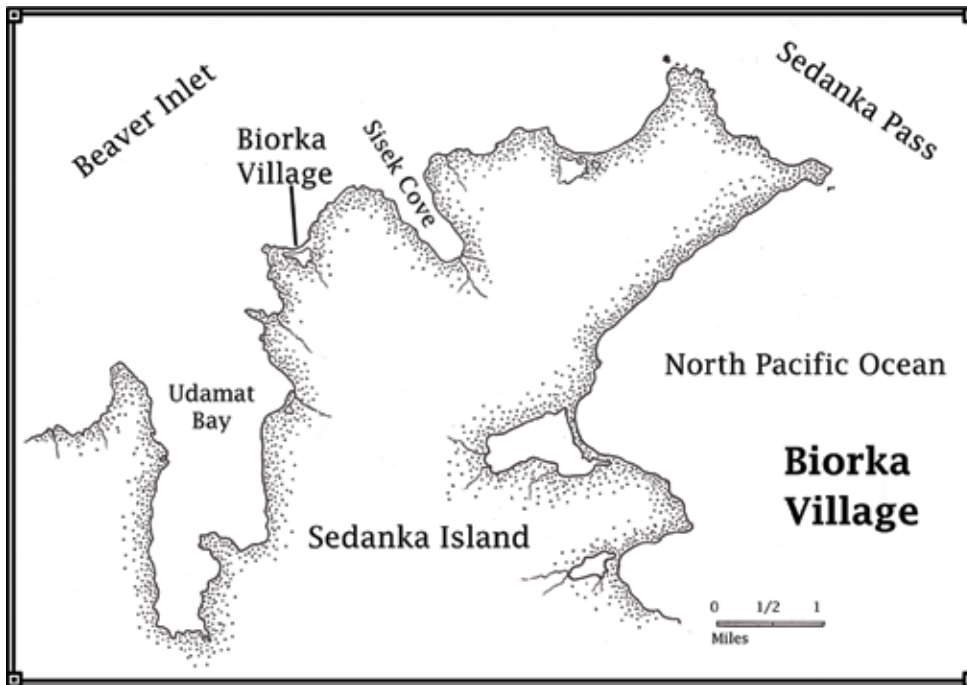 Beaver Inlet
Sedanka Pass
Biorka
Village
Sisek Cove
North Pacific Ocean
Udamat
Bay
Biorka
Village
Sedanka Island
0 1/2 1
Miles